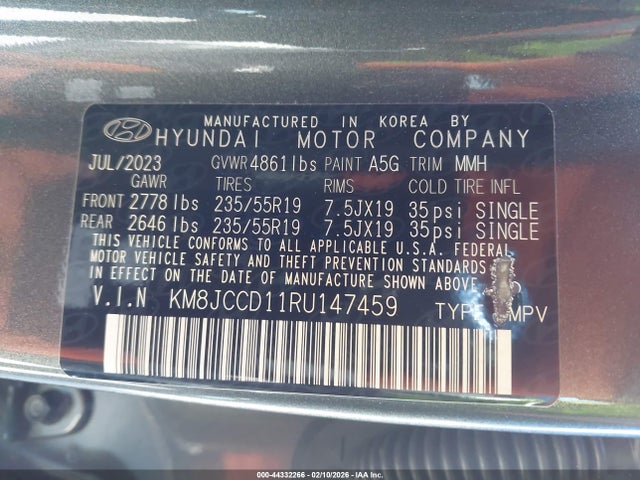 MANUFACTURED IN KOREA BY
HYUNDAI MOTOR COMPANY
JUL/2023 GVWR 4861lbs PAINT A5G TRIM MMH
GAWR TIRES RIMS COLD TIRE INFL
FRONT 2778 lbs 235/55R19 7.5JX19 35psi SINGLE
REAR 2646 lbs 235/55R19 7.5JX19 35psi SINGLE
THIS VEHICLE CONFORMS TO ALL APPLICABLE U.S.A. FEDERAL
MOTOR VEHICLE SAFETY AND THEFT PREVENTION STANDARDS
IN EFFECT ON THE DATE OF MANUFACTURE SHOWN ABOVE.
V.I.N KM8JCCD11RU147459 TYPE MPV
000-44332266 - 02/10/2026 - IAA Inc.